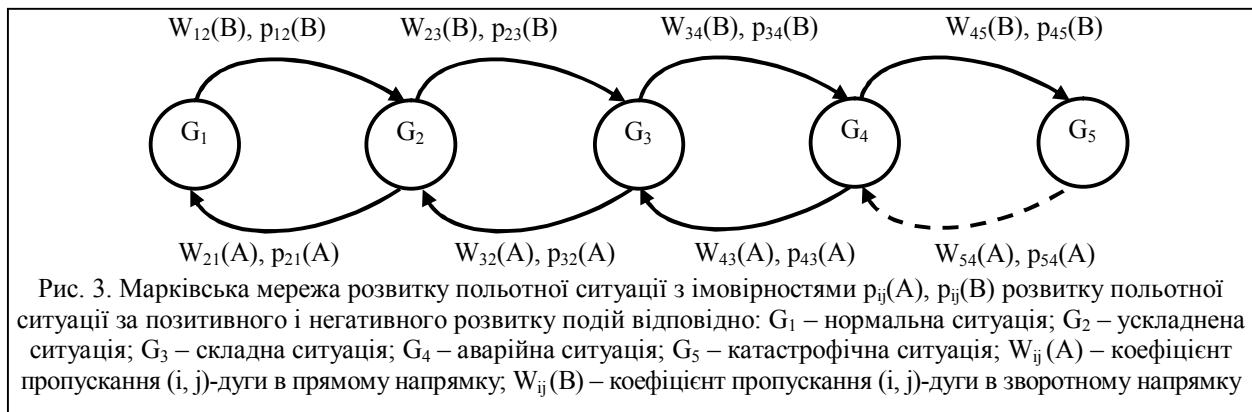 W₁₂(B), p₁₂(B) W₂₃(B), p₂₃(B) W₃₄(B), p₃₄(B) W₄₅(B), p₄₅(B)
G₁ G₂ G₃ G₄ G₅
W₂₁(A), p₂₁(A) W₃₂(A), p₃₂(A) W₄₃(A), p₄₃(A) W₅₄(A), p₅₄(A)
Рис. 3. Марківська мережа розвитку польотної ситуації з імовірностями pᵢⱼ(A), pᵢⱼ(B) розвитку польотної
ситуації за позитивного і негативного розвитку подій відповідно: G₁ – нормальна ситуація; G₂ – ускладнена
ситуація; G₃ – складна ситуація; G₄ – аварійна ситуація; G₅ – катастрофічна ситуація; Wᵢⱼ (A) – коефіцієнт
пропускання (i, j)-дуги в прямому напрямку; Wᵢⱼ (B) – коефіцієнт пропускання (i, j)-дуги в зворотному напрямку